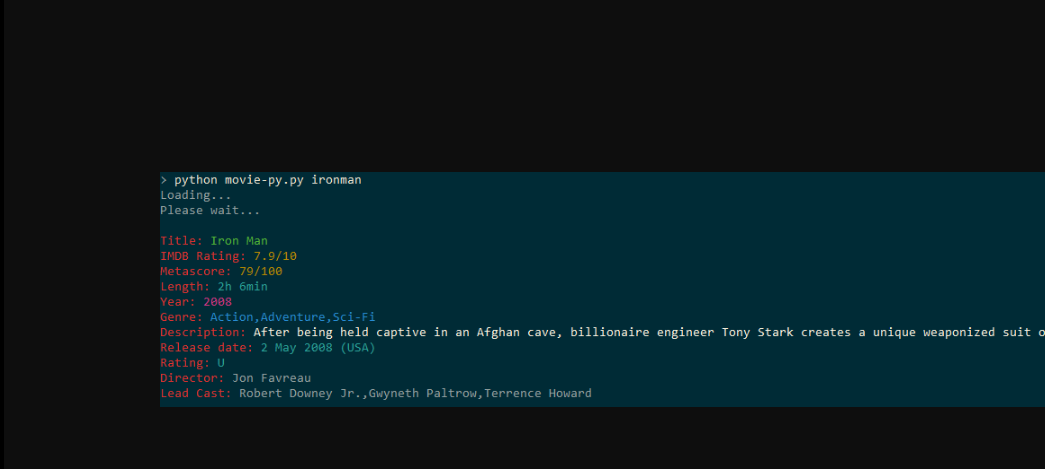 > python movie-py.py ironman
Loading...
Please wait...
Title: Iron Man
IMDB Rating: 7.9/10
Metascore: 79/100
Length: 2h 6min
Year: 2008
Genre: Action,Adventure,Sci-Fi
Description: After being held captive in an Afghan cave, billionaire engineer Tony Stark creates a unique weaponized suit o
Release date: 2 May 2008 (USA)
Rating: U
Director: Jon Favreau
Lead Cast: Robert Downey Jr.,Gwyneth Paltrow,Terrence Howard